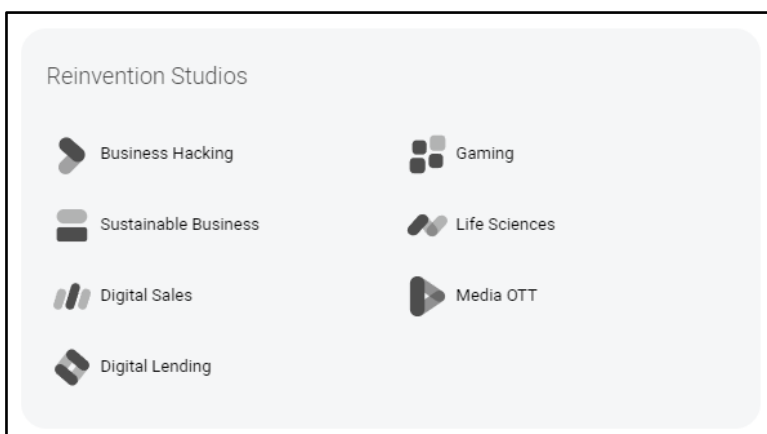 Reinvention Studios
Business Hacking
Gaming
Sustainable Business
Life Sciences
Digital Sales
Media OTT
Digital Lending